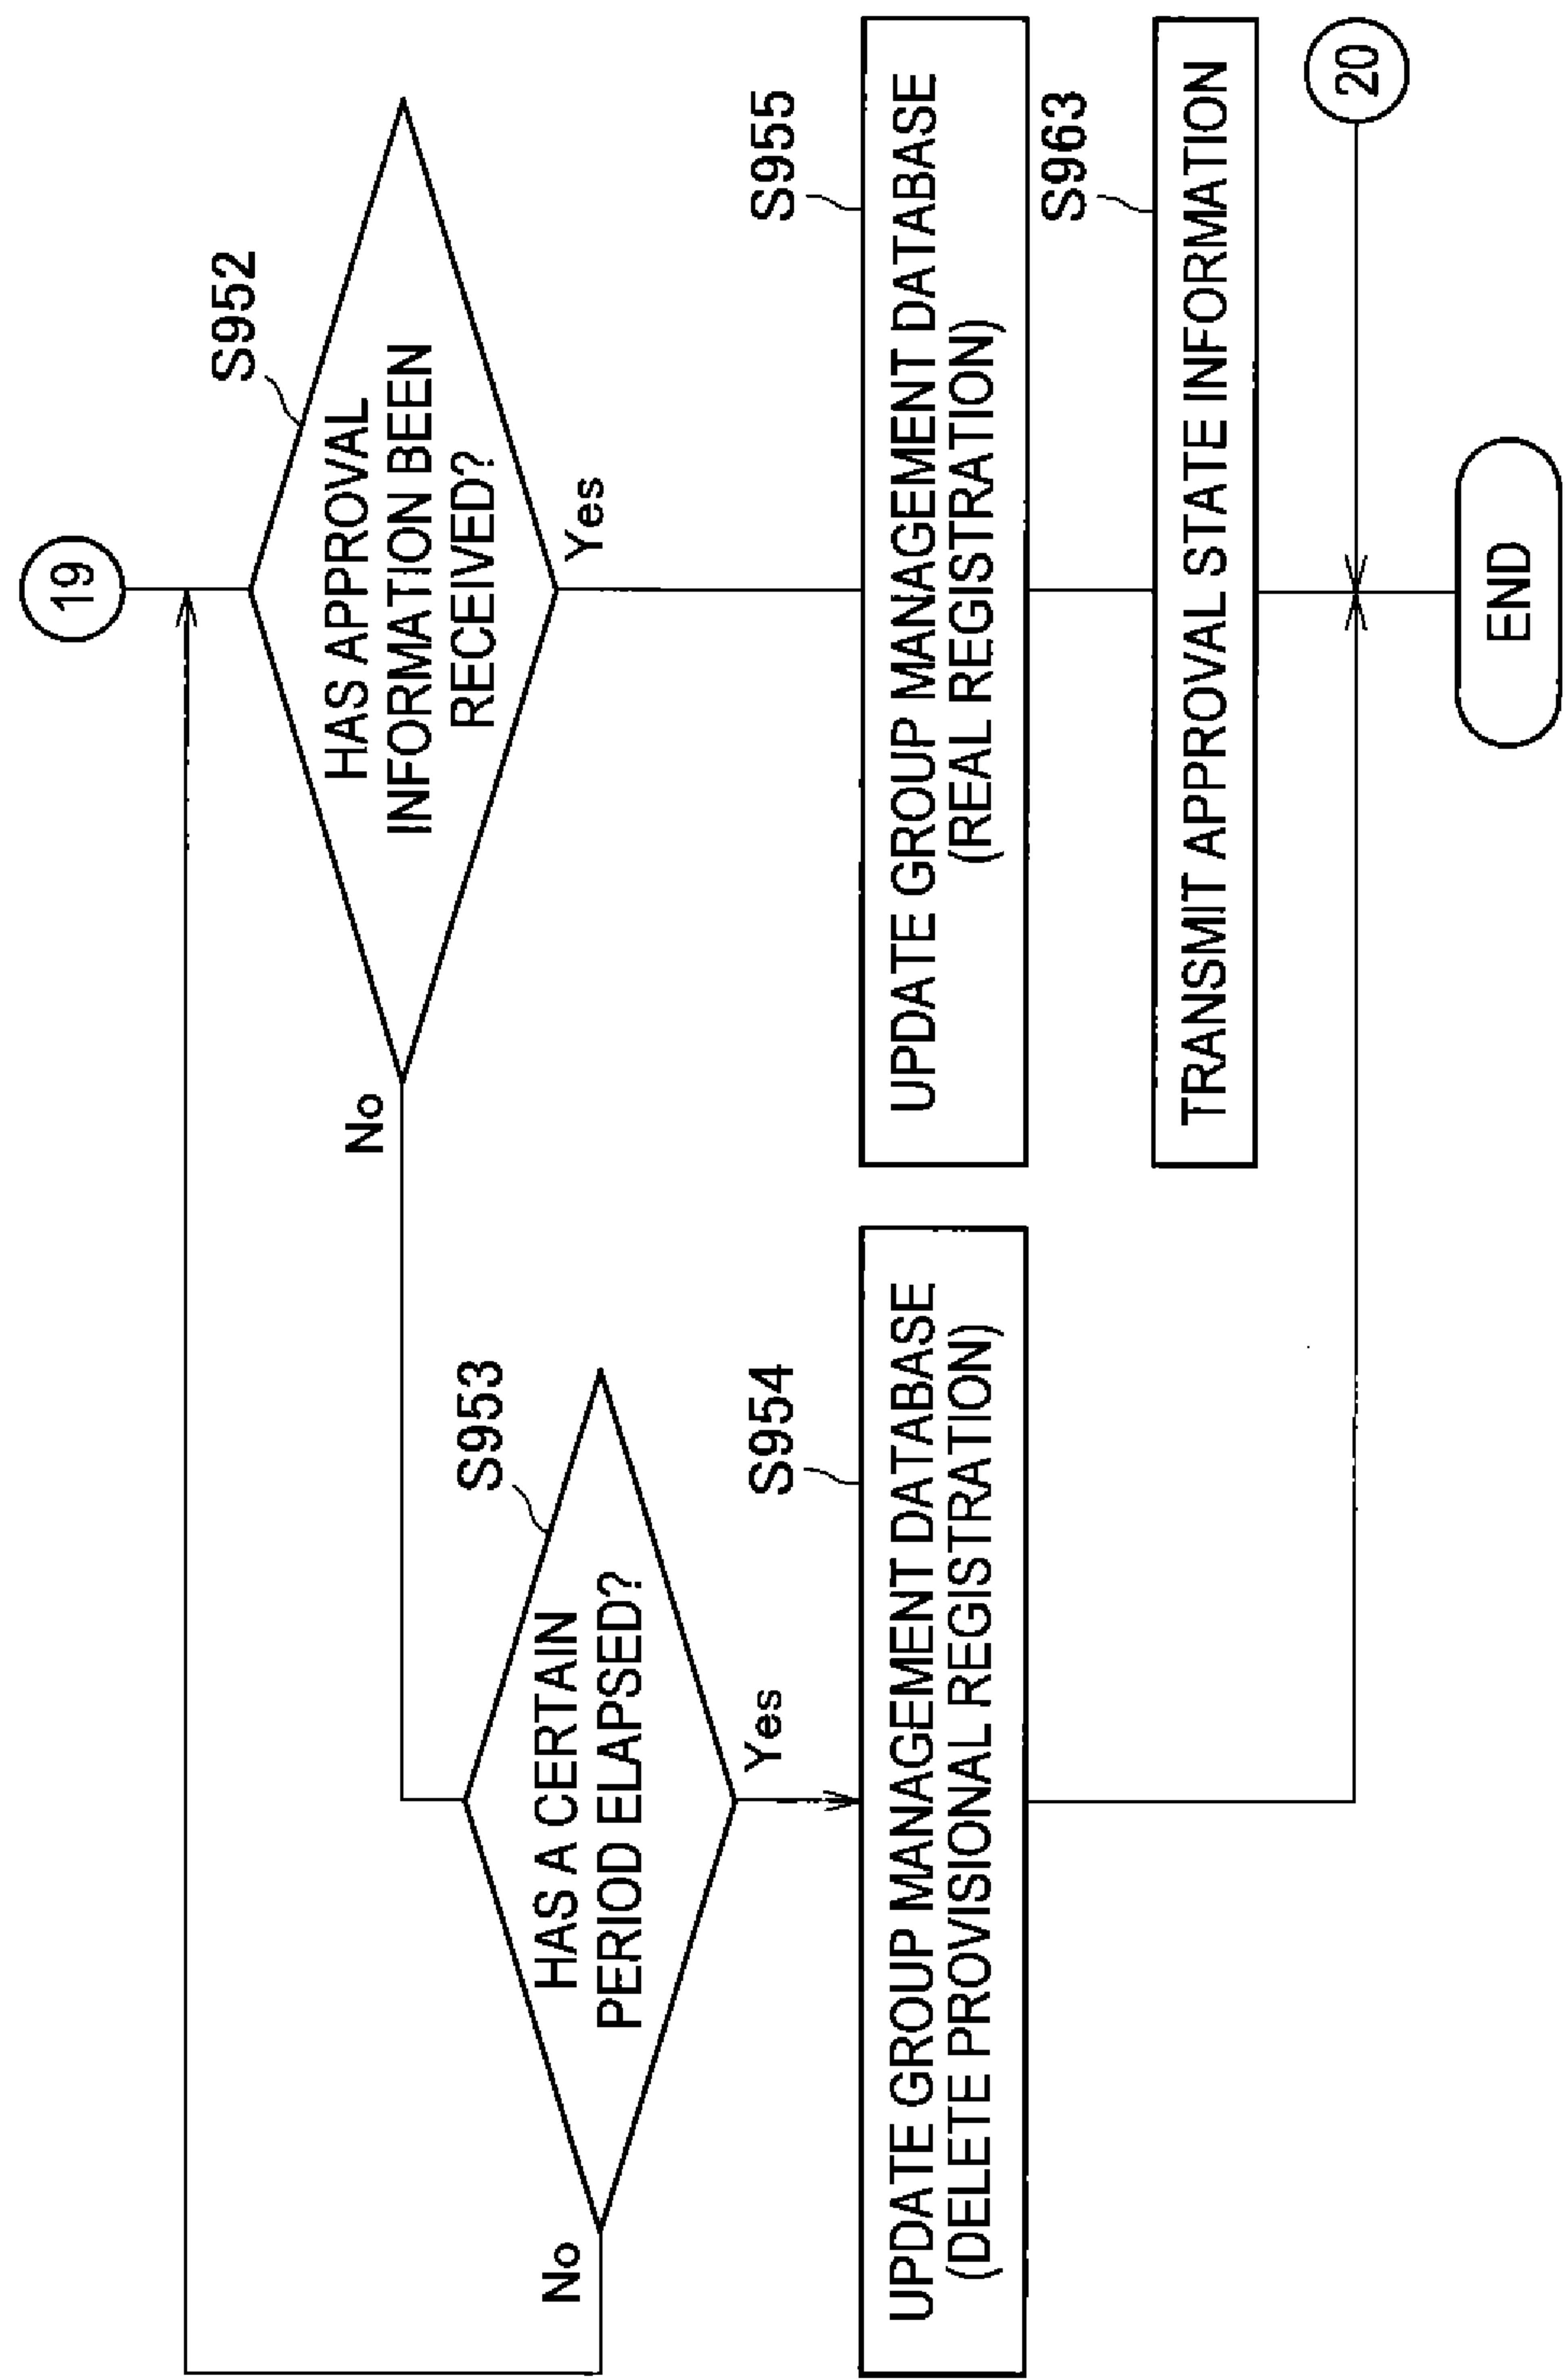 19
S952
HAS APPROVAL
INFORMATION BEEN
RECEIVED?
No
Yes
S953
HAS A CERTAIN
PERIOD ELAPSED?
No
Yes
S954
UPDATE GROUP MANAGEMENT DATABASE
(DELETE PROVISIONAL REGISTRATION)
S955
UPDATE GROUP MANAGEMENT DATABASE
(REAL REGISTRATION)
S963
TRANSMIT APPROVAL STATE INFORMATION
20
END